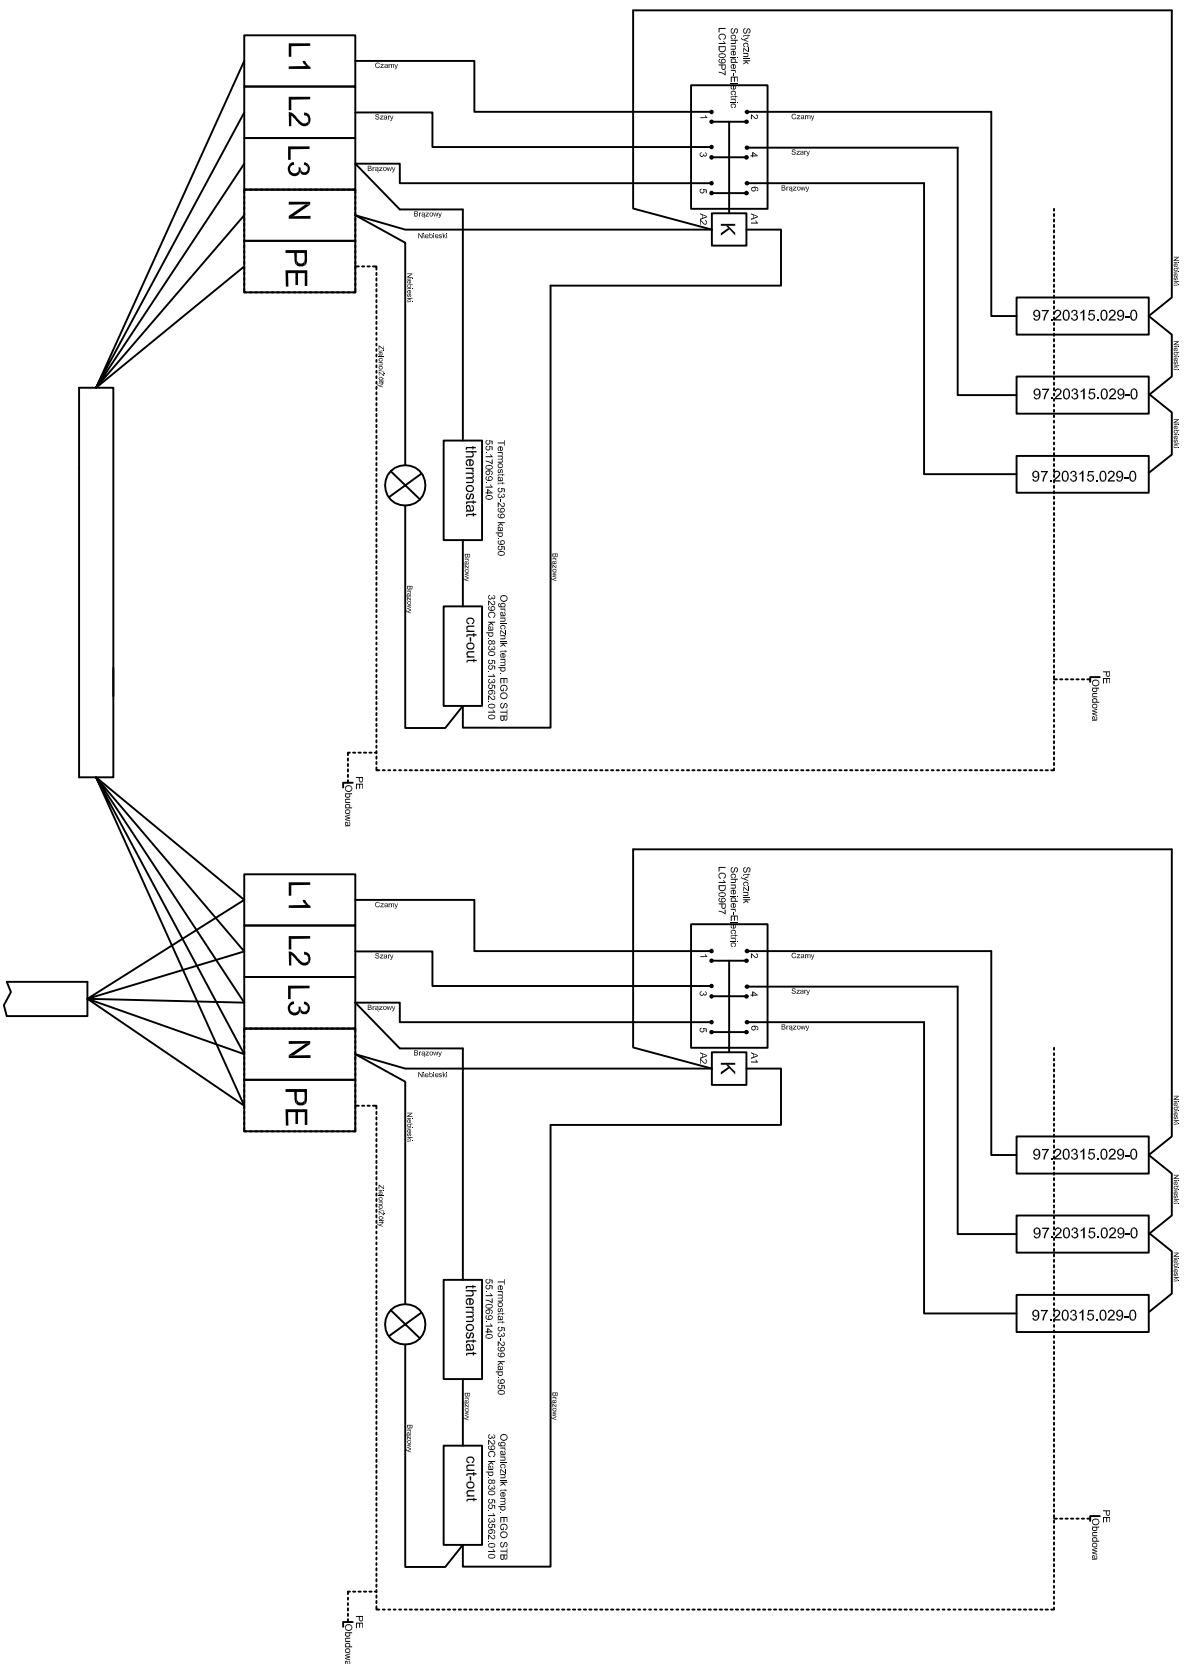 L1
L2
L3
N
PE
Czarny
Szary
Brązowy
Brązowy
Niebieski
Niebieski
Zielono/Żółty
Stycznik
Schneider-Electric
LC1D09P7
1
2
3
4
5
6
A2
A1
K
Czarny
Szary
Brązowy
Niebieski
97.20315.029-0
Niebieski
97.20315.029-0
Niebieski
97.20315.029-0
Termostat 53-299 kap.950
55.17069.140
thermostat
Brązowy
Ogranicznik temp. EGO STB
329C kap.830 55.13562.010
cut-out
Brązowy
Brązowy
PE
Obudowa
PE
Obudowa
L1
L2
L3
N
PE
Czarny
Szary
Brązowy
Brązowy
Niebieski
Niebieski
Zielono/Żółty
Stycznik
Schneider-Electric
LC1D09P7
1
2
3
4
5
6
A2
A1
K
Czarny
Szary
Brązowy
Niebieski
97.20315.029-0
Niebieski
97.20315.029-0
Niebieski
97.20315.029-0
Termostat 53-299 kap.950
55.17069.140
thermostat
Brązowy
Ogranicznik temp. EGO STB
329C kap.830 55.13562.010
cut-out
Brązowy
Brązowy
PE
Obudowa
PE
Obudowa